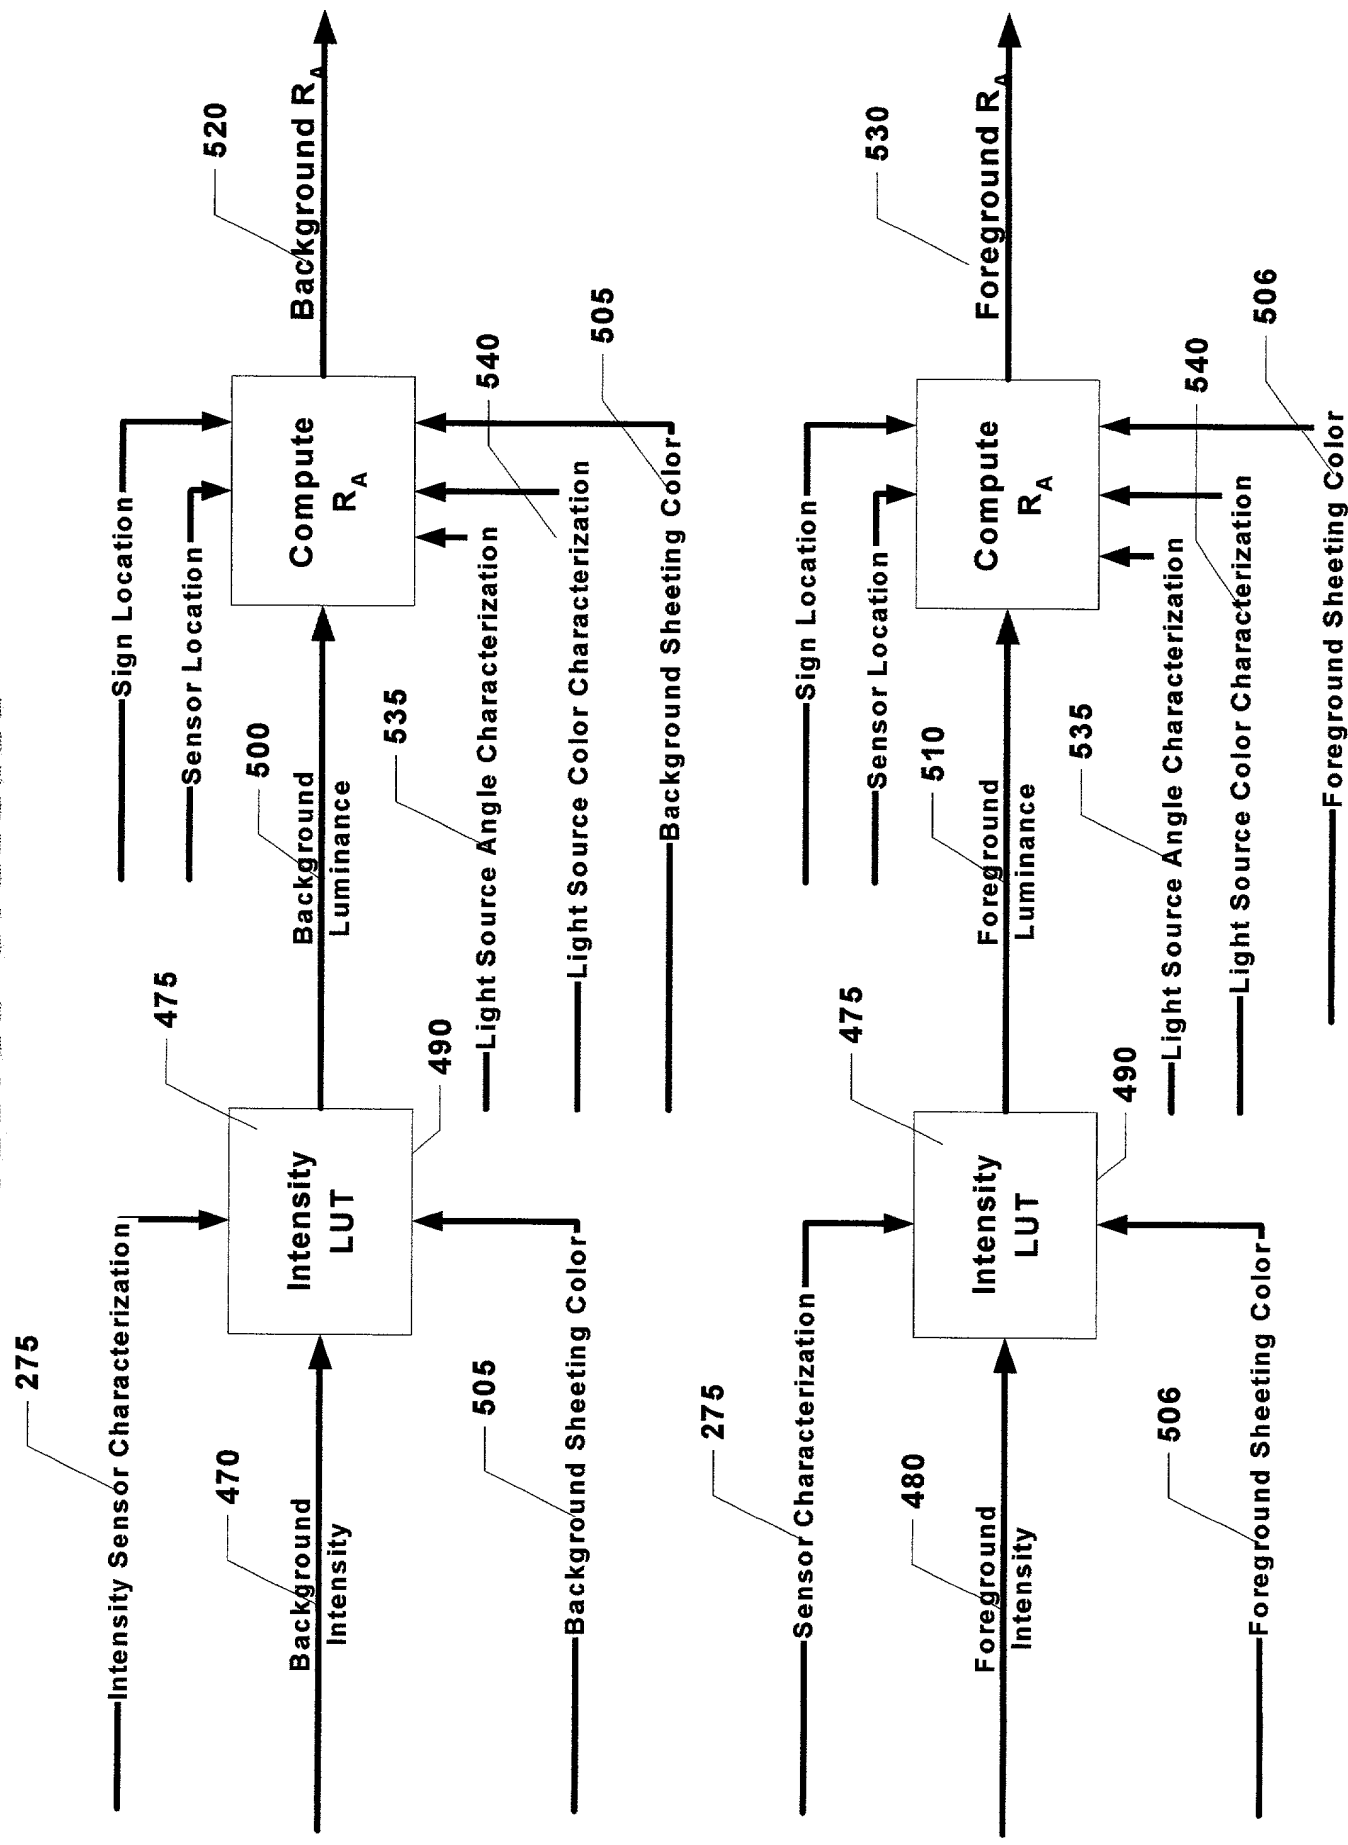 275
Intensity Sensor Characterization
470
Background
Intensity
505
Background Sheeting Color
475
Intensity
LUT
490
500
Background
Luminance
Sign Location
Sensor Location
535
Light Source Angle Characterization
540
Light Source Color Characterization
505
Background Sheeting Color
Compute
RA
520
Background RA
275
Sensor Characterization
480
Foreground
Intensity
506
Foreground Sheeting Color
475
Intensity
LUT
490
510
Foreground
Luminance
Sign Location
Sensor Location
535
Light Source Angle Characterization
540
Light Source Color Characterization
506
Foreground Sheeting Color
Compute
RA
530
Foreground RA